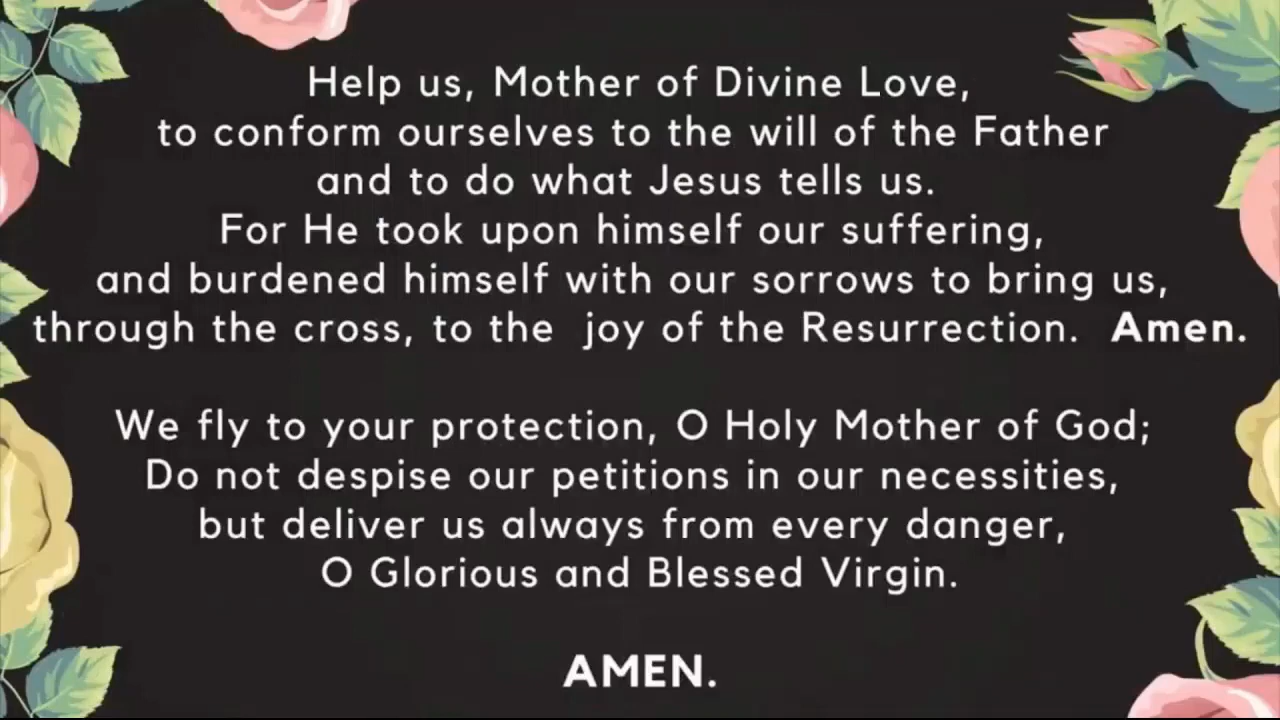 Help us, Mother of Divine Love,
to conform ourselves to the will of the Father
and to do what Jesus tells us.
For He took upon himself our suffering,
and burdened himself with our sorrows to bring us,
through the cross, to the joy of the Resurrection. Amen.
We fly to your protection, O Holy Mother of God;
Do not despise our petitions in our necessities,
but deliver us always from every danger,
O Glorious and Blessed Virgin.
AMEN.